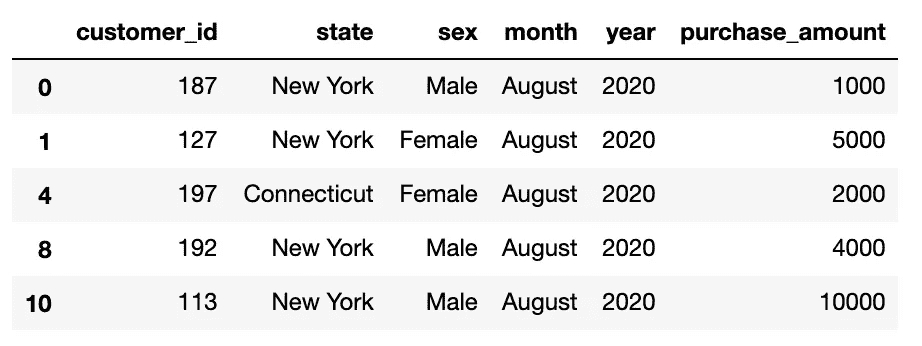 customer_id state sex month year purchase_amount
0 187 New York Male August 2020 1000
1 127 New York Female August 2020 5000
4 197 Connecticut Female August 2020 2000
8 192 New York Male August 2020 4000
10 113 New York Male August 2020 10000